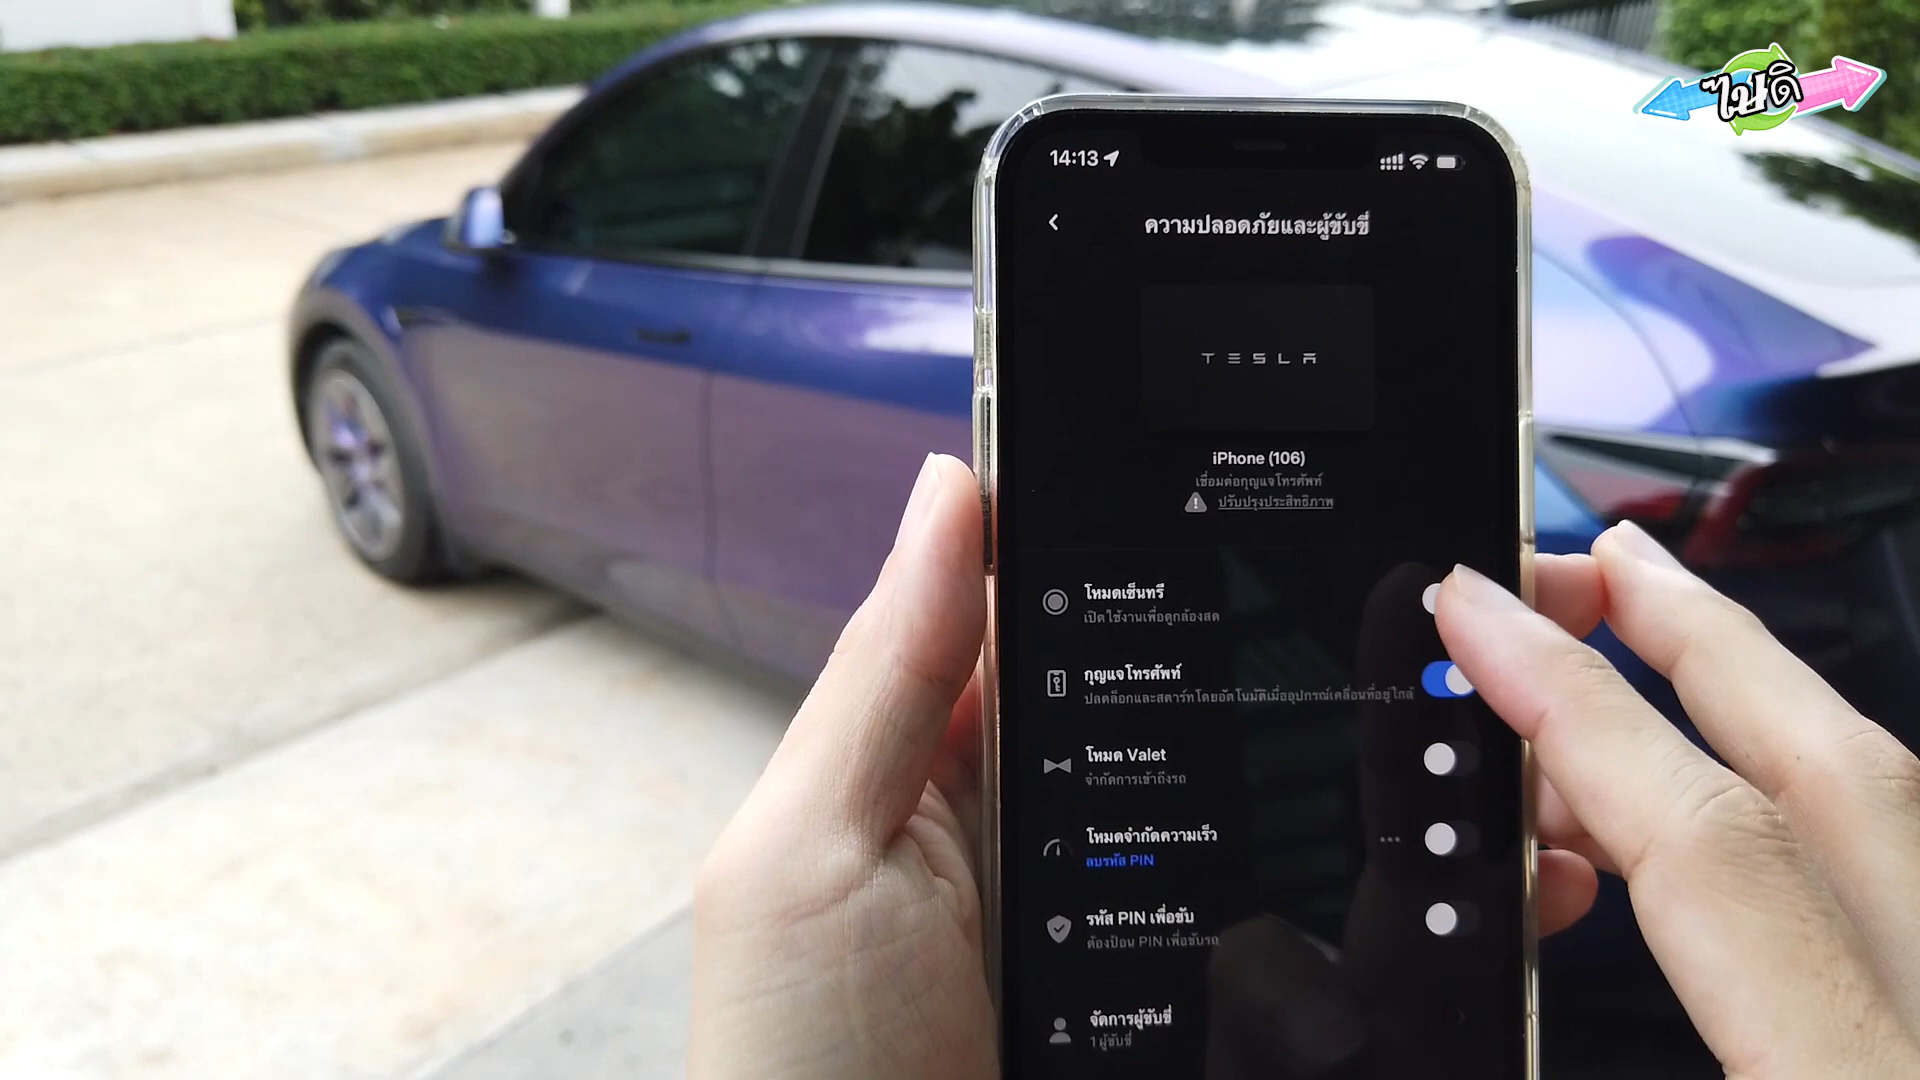 ไปดิ
14:13
ความปลอดภัยและผู้ขับขี่
TESLA
iPhone (106)
เชื่อมต่อกุญแจโทรศัพท์
ปรับปรุงประสิทธิภาพ
โหมดเซ็นทรี
เปิดใช้งานเพื่อดูกล้องสด
กุญแจโทรศัพท์
ปลดล็อกและสตาร์ทโดยอัตโนมัติเมื่ออุปกรณ์เคลื่อนที่อยู่ใกล้
โหมด Valet
จำกัดการเข้าถึงรถ
โหมดจำกัดความเร็ว
ลบรหัส PIN
รหัส PIN เพื่อขับ
ต้องป้อน PIN เพื่อขับรถ
จัดการผู้ขับขี่
1 ผู้ขับขี่